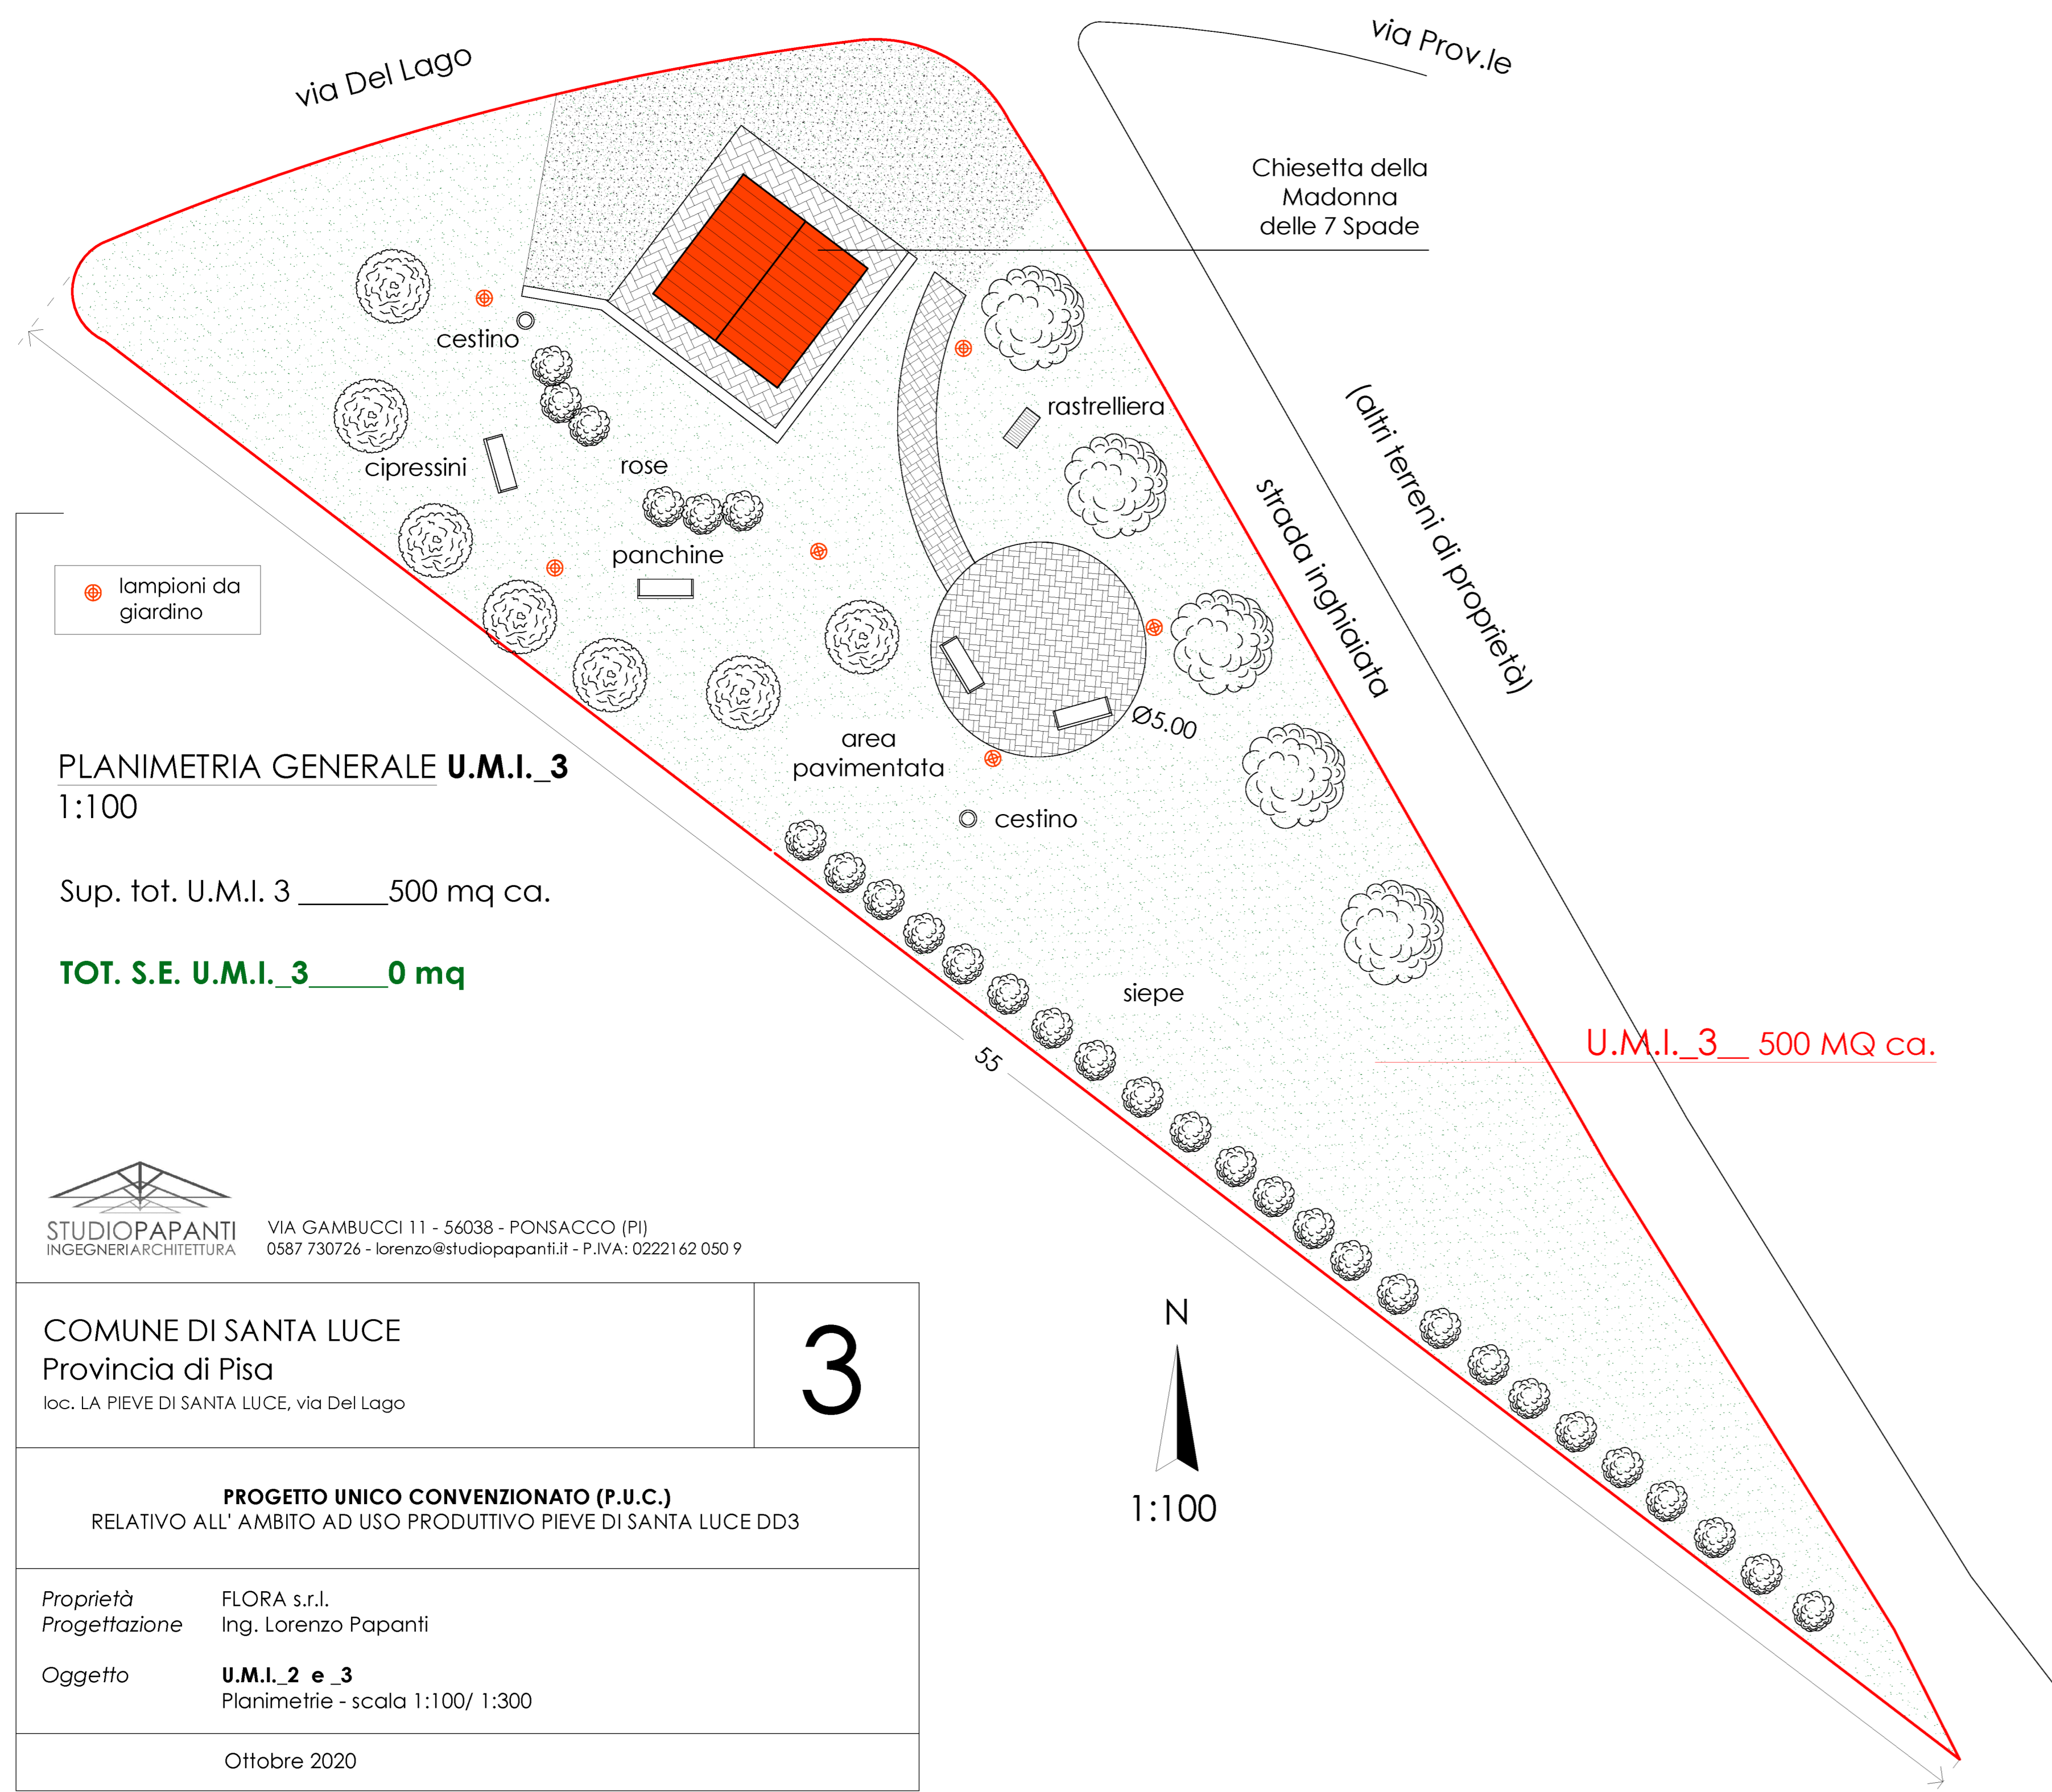 via Del Lago
via Prov.le
Chiesetta della
Madonna
delle 7 Spade
cestino
rastrelliera
cipressini
rose
panchine
(altri terreni di proprietà)
strada inghiaiata
lampioni da
giardino
Ø5.00
area
pavimentata
cestino
PLANIMETRIA GENERALE U.M.I._3
1:100
Sup. tot. U.M.I. 3 ______500 mq ca.
TOT. S.E. U.M.I._3_____0 mq
siepe
55
U.M.I._3__ 500 MQ ca.
STUDIOPAPANTI
INGEGNERIARCHITETTURA
VIA GAMBUCCI 11 - 56038 - PONSACCO (PI)
0587 730726 - lorenzo@studiopapanti.it - P.IVA: 0222162 050 9
COMUNE DI SANTA LUCE
Provincia di Pisa
loc. LA PIEVE DI SANTA LUCE, via Del Lago
3
N
1:100
PROGETTO UNICO CONVENZIONATO (P.U.C.)
RELATIVO ALL' AMBITO AD USO PRODUTTIVO PIEVE DI SANTA LUCE DD3
Proprietà FLORA s.r.l.
Progettazione Ing. Lorenzo Papanti
Oggetto U.M.I._2 e _3
Planimetrie - scala 1:100/ 1:300
Ottobre 2020